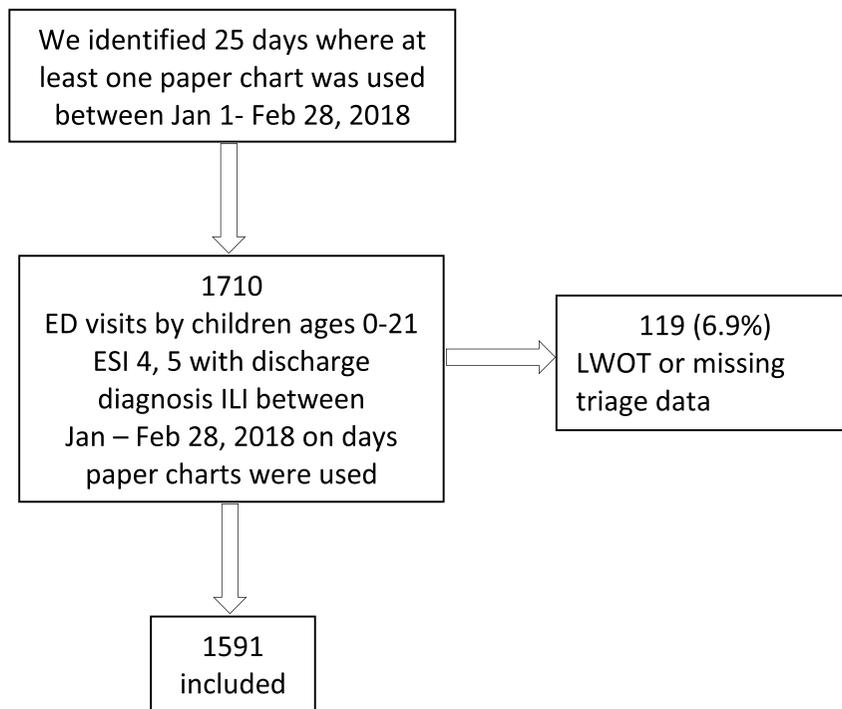 We identified 25 days where at
least one paper chart was used
between Jan 1- Feb 28, 2018
1710
ED visits by children ages 0-21
ESI 4, 5 with discharge
diagnosis ILI between
Jan – Feb 28, 2018 on days
paper charts were used
119 (6.9%)
LWOT or missing
triage data
1591
included